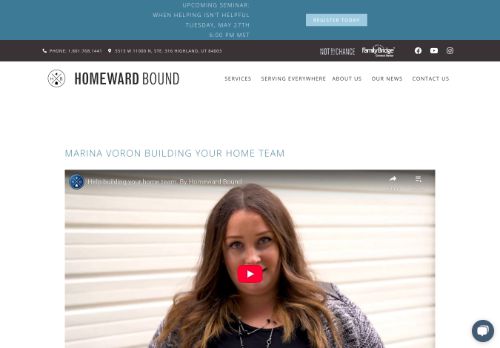 UPCOMING SEMINAR:
WHEN HELPING ISN'T HELPFUL
TUESDAY, MAY 27TH
6:00 PM MST
REGISTER TODAY
PHONE: 1.801.768.1441
5513 W 11000 N, STE. 316 HIGHLAND, UT 84003
NOT BY CHANCE
FamilyBridge
HOMEWARD BOUND
SERVICES
SERVING EVERYWHERE
ABOUT US
OUR NEWS
CONTACT US
MARINA VORON BUILDING YOUR HOME TEAM
Help building your home team. By Homeward Bound